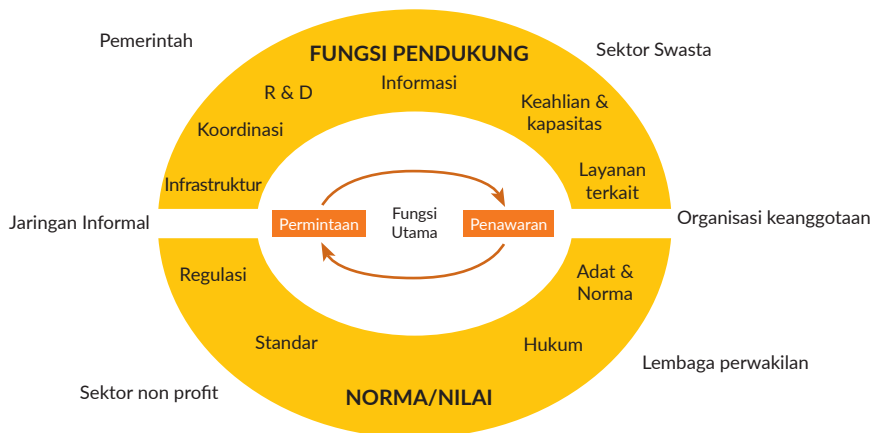 Pemerintah
FUNGSI PENDUKUNG
Sektor Swasta
Informasi
R & D
Keahlian &
kapasitas
Koordinasi
Layanan
terkait
Infrastruktur
Jaringan Informal
Permintaan
Fungsi
Utama
Penawaran
Organisasi keanggotaan
Regulasi
Adat &
Norma
Standar
Hukum
Lembaga perwakilan
Sektor non profit
NORMA/NILAI